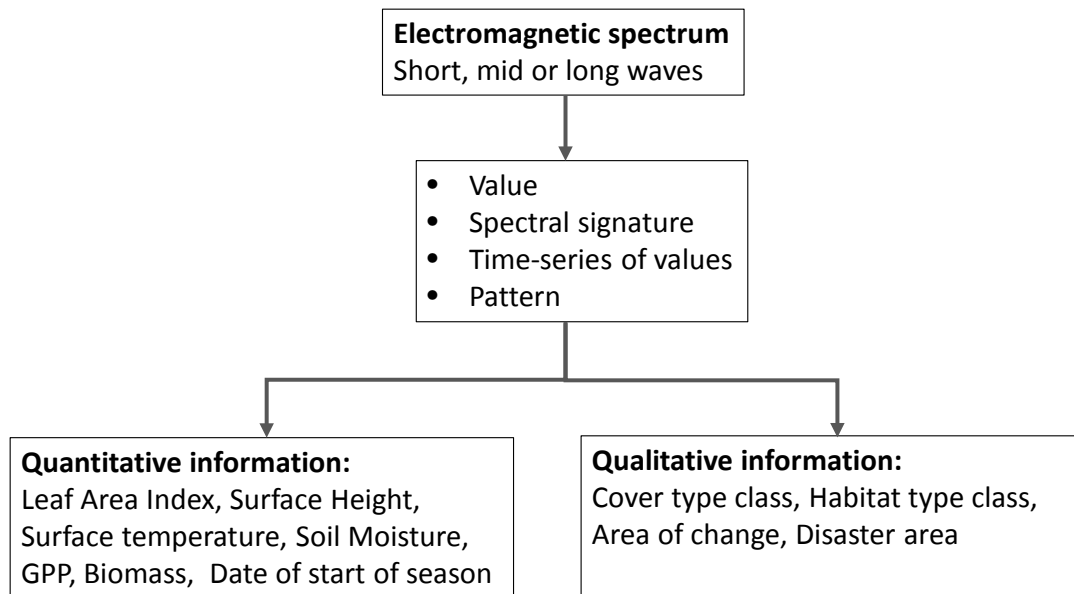 Electromagnetic spectrum
Short, mid or long waves
• Value
• Spectral signature
• Time-series of values
• Pattern
Quantitative information:
Leaf Area Index, Surface Height,
Surface temperature, Soil Moisture,
GPP, Biomass,  Date of start of season
Qualitative information:
Cover type class, Habitat type class,
Area of change, Disaster area